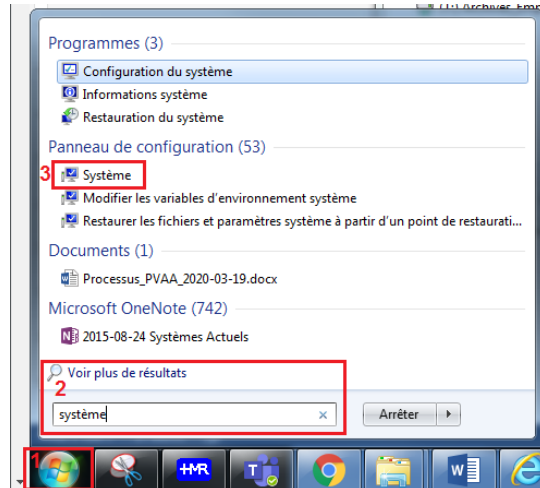 (T:) Archives_Emp
Programmes (3)
Configuration du système
Informations système
Restauration du système
Panneau de configuration (53)
3 Système
Modifier les variables d'environnement système
Restaurer les fichiers et paramètres système à partir d'un point de restaurati...
Documents (1)
Processus_PVAA_2020-03-19.docx
Microsoft OneNote (742)
2015-08-24 Systèmes Actuels
Voir plus de résultats
2
système
Arrêter
1
HMR
T
W